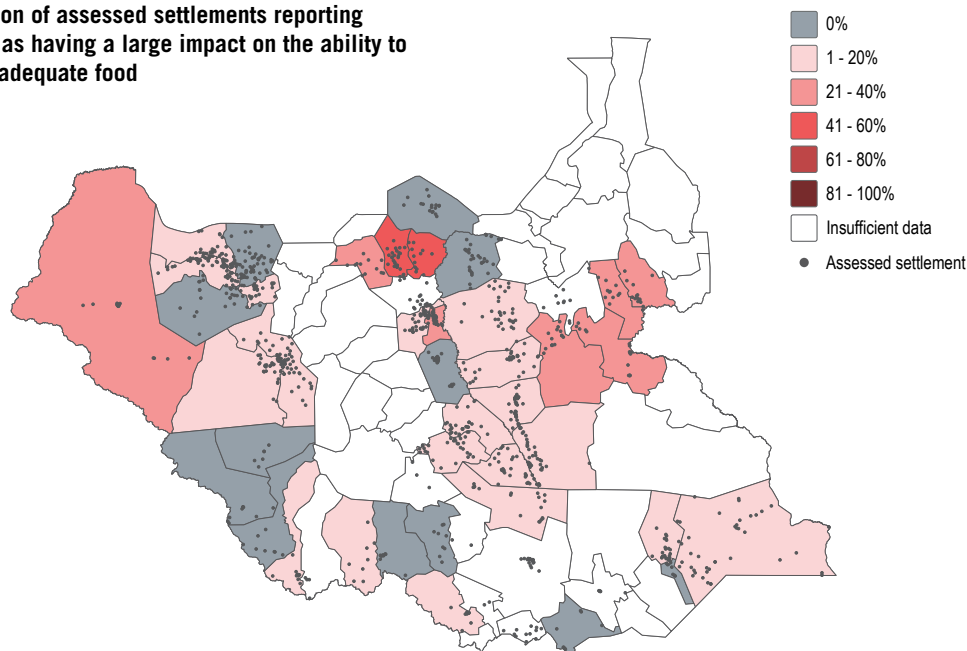 on of assessed settlements reporting
as having a large impact on the ability to
adequate food
0%
1 - 20%
21 - 40%
41 - 60%
61 - 80%
81 - 100%
Insufficient data
Assessed settlement